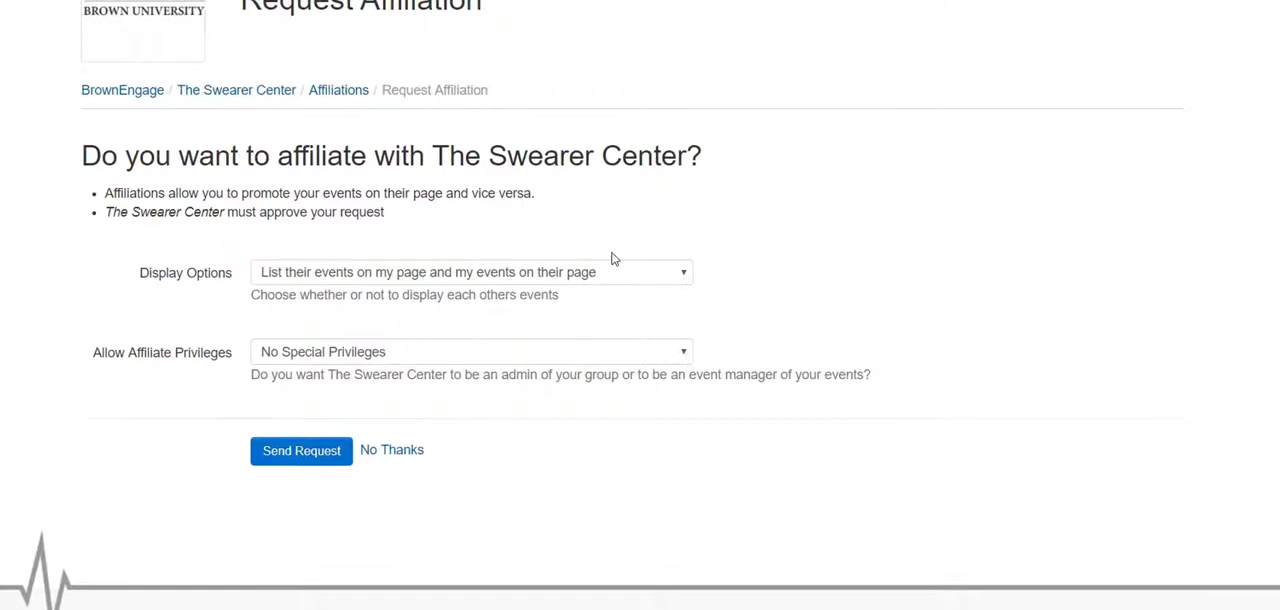 Request Affiliation
BROWN UNIVERSITY
BrownEngage / The Swearer Center / Affiliations / Request Affiliation
Do you want to affiliate with The Swearer Center?
• Affiliations allow you to promote your events on their page and vice versa.
• The Swearer Center must approve your request
Display Options List their events on my page and my events on their page
Choose whether or not to display each others events
Allow Affiliate Privileges No Special Privileges
Do you want The Swearer Center to be an admin of your group or to be an event manager of your events?
Send Request No Thanks